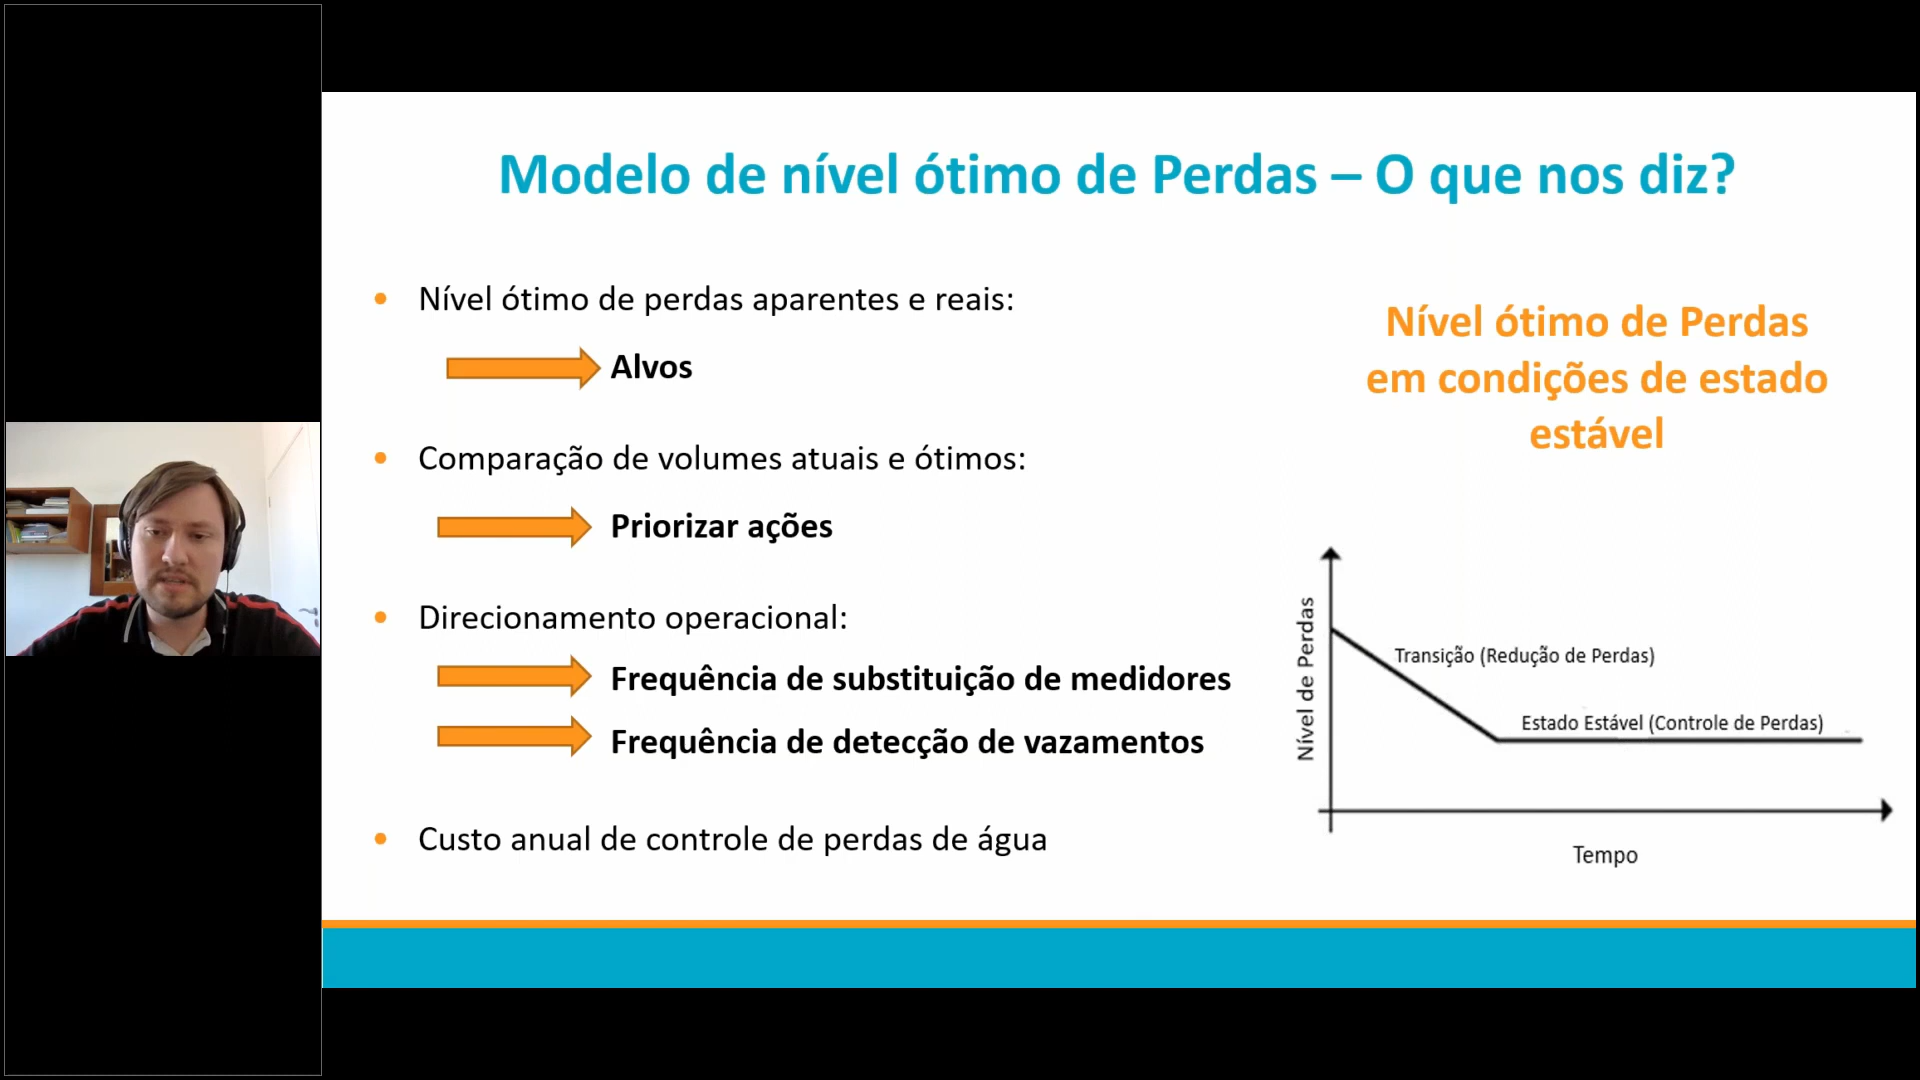 Modelo de nível ótimo de Perdas – O que nos diz?
• Nível ótimo de perdas aparentes e reais:
Alvos
• Comparação de volumes atuais e ótimos:
Priorizar ações
• Direcionamento operacional:
Frequência de substituição de medidores
Frequência de detecção de vazamentos
• Custo anual de controle de perdas de água
Nível ótimo de Perdas
em condições de estado
estável
Nível de Perdas
Transição (Redução de Perdas)
Estado Estável (Controle de Perdas)
Tempo